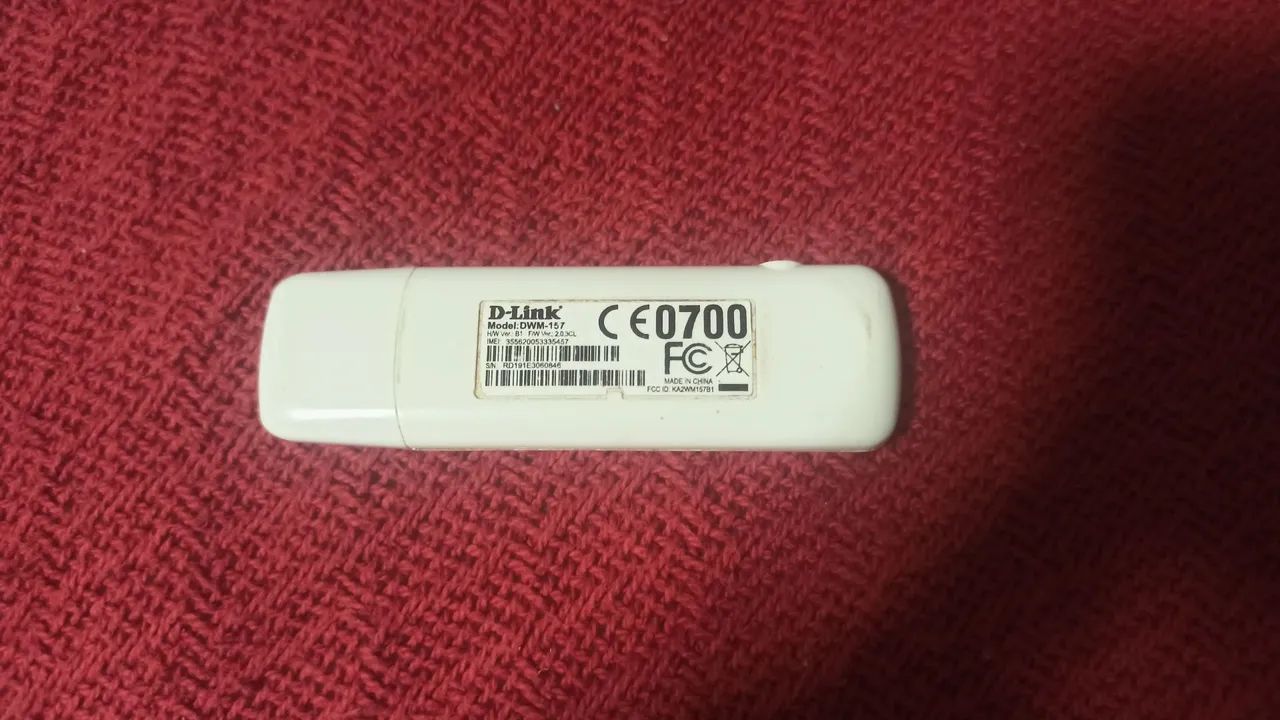 D-Link
Model:DWM-157
H/W Ver.: B1 F/W Ver.: 2.0.3CL
IMEI: 355620053335457
S/N RD191E3060846
CE0700
FC
MADE IN CHINA
FCC ID: KA2WM157B1